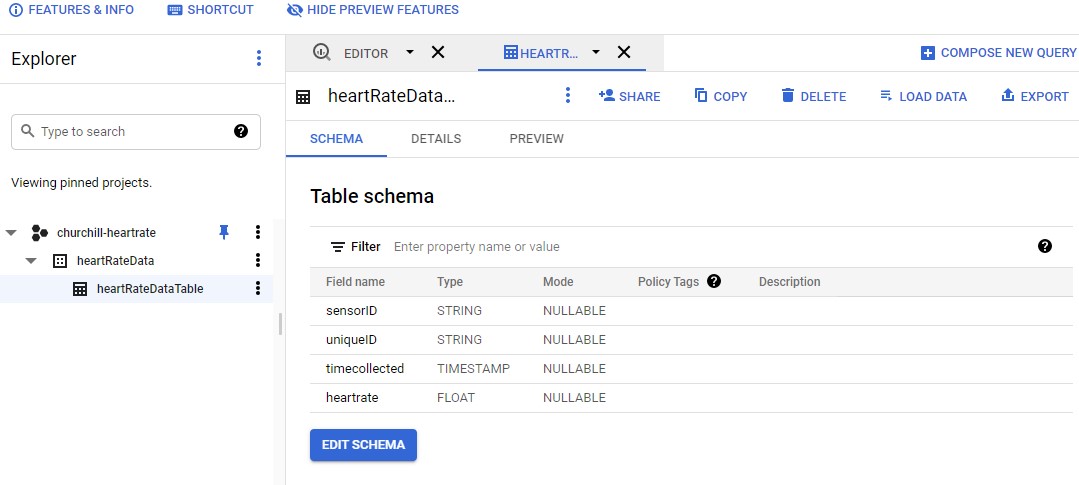 FEATURES & INFO SHORTCUT HIDE PREVIEW FEATURES
Explorer
Type to search
Viewing pinned projects.
churchill-heartrate
heartRateData
heartRateDataTable
EDITOR HEARTR... COMPOSE NEW QUERY
heartRateData... SHARE COPY DELETE LOAD DATA EXPORT
SCHEMA DETAILS PREVIEW
Table schema
Filter Enter property name or value
Field name Type Mode Policy Tags Description
sensorID STRING NULLABLE
uniqueID STRING NULLABLE
timecollected TIMESTAMP NULLABLE
heartrate FLOAT NULLABLE
EDIT SCHEMA